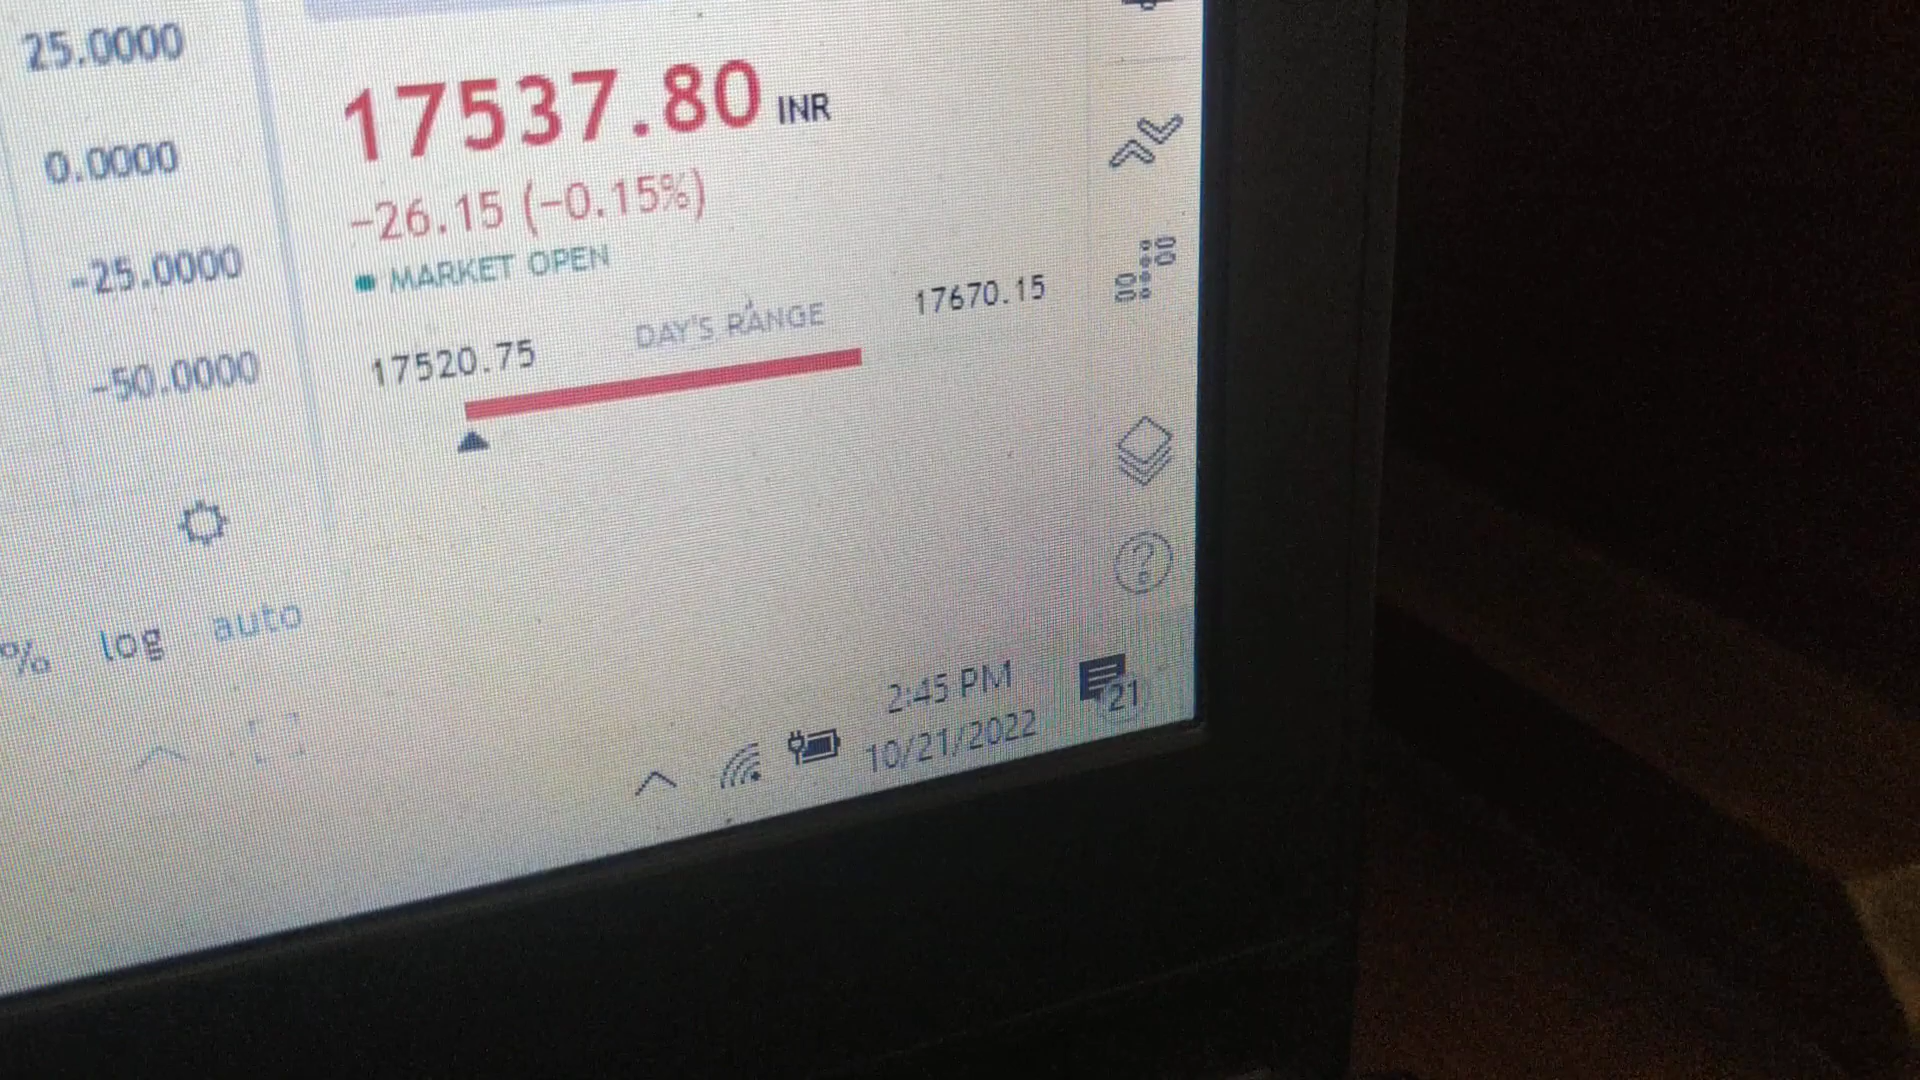 25.0000
0.0000
-25.0000
-50.0000
17537.80 INR
-26.15 (-0.15%)
MARKET OPEN
17520.75 DAY'S RANGE 17670.15
% log auto
2:45 PM
10/21/2022
21